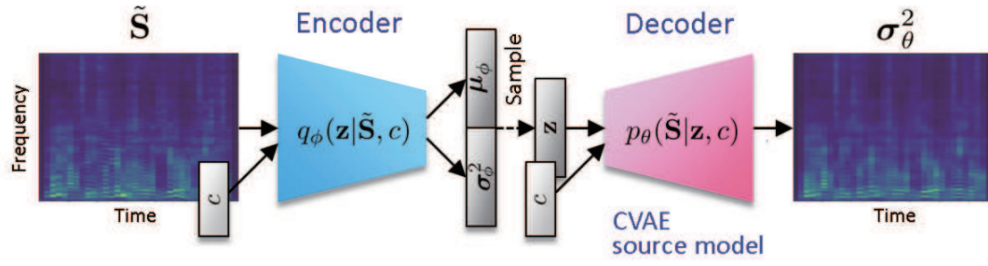 S̃
Encoder
Decoder
σ²_θ
Frequency
Time
c
q_ϕ(z|S̃, c)
μ_ϕ
σ²_ϕ
Sample
z
c
p_θ(S̃|z, c)
CVAE
source model
Time